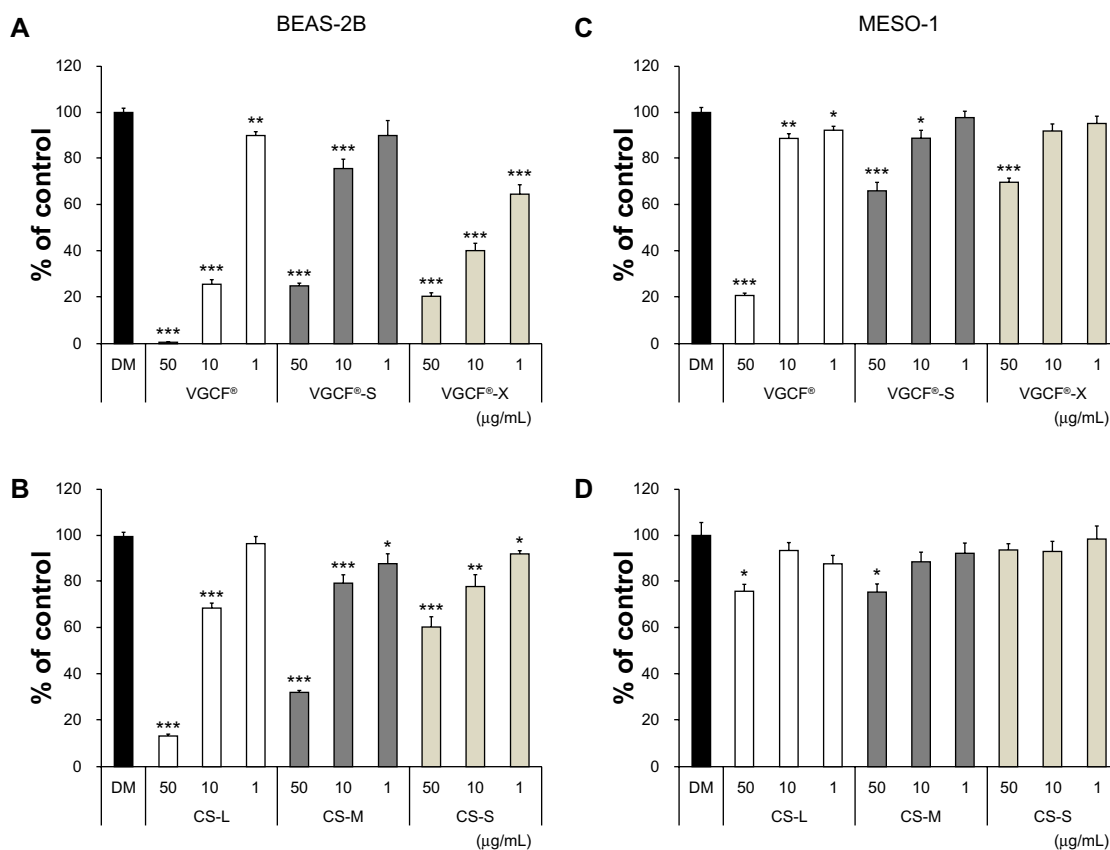 BEAS-2B
A
120
100
80
60
40
20
0
% of control
***
***
**
***
***
***
***
***
DM 50 10 1 50 10 1 50 10 1
VGCF® VGCF®-S VGCF®-X
(μg/mL)
MESO-1
C
120
100
80
60
40
20
0
% of control
***
**
*
***
*
***
DM 50 10 1 50 10 1 50 10 1
VGCF® VGCF®-S VGCF®-X
(μg/mL)
B
120
100
80
60
40
20
0
% of control
***
***
***
***
*
***
**
*
DM 50 10 1 50 10 1 50 10 1
CS-L CS-M CS-S
(μg/mL)
D
120
100
80
60
40
20
0
% of control
*
*
DM 50 10 1 50 10 1 50 10 1
CS-L CS-M CS-S
(μg/mL)